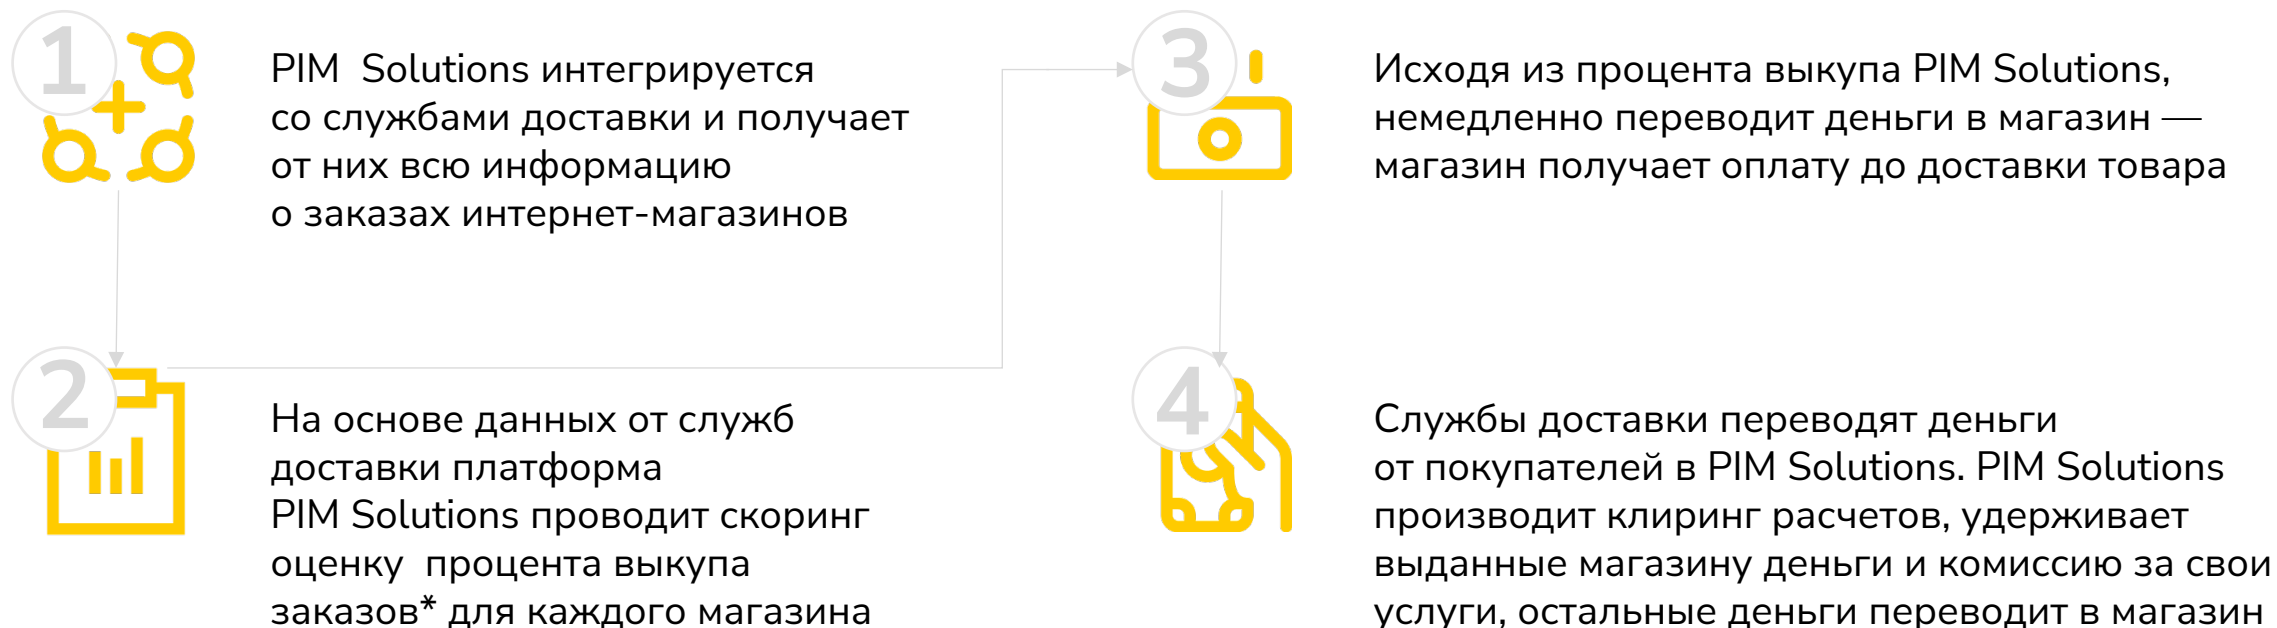 1
PIM  Solutions интегрируется
со службами доставки и получает
от них всю информацию
о заказах интернет-магазинов
2
На основе данных от служб
доставки платформа
PIM Solutions проводит скоринг
оценку  процента выкупа
заказов* для каждого магазина
3
Исходя из процента выкупа PIM Solutions,
немедленно переводит деньги в магазин —
магазин получает оплату до доставки товара
4
Службы доставки переводят деньги
от покупателей в PIM Solutions. PIM Solutions
производит клиринг расчетов, удерживает
выданные магазину деньги и комиссию за свои
услуги, остальные деньги переводит в магазин